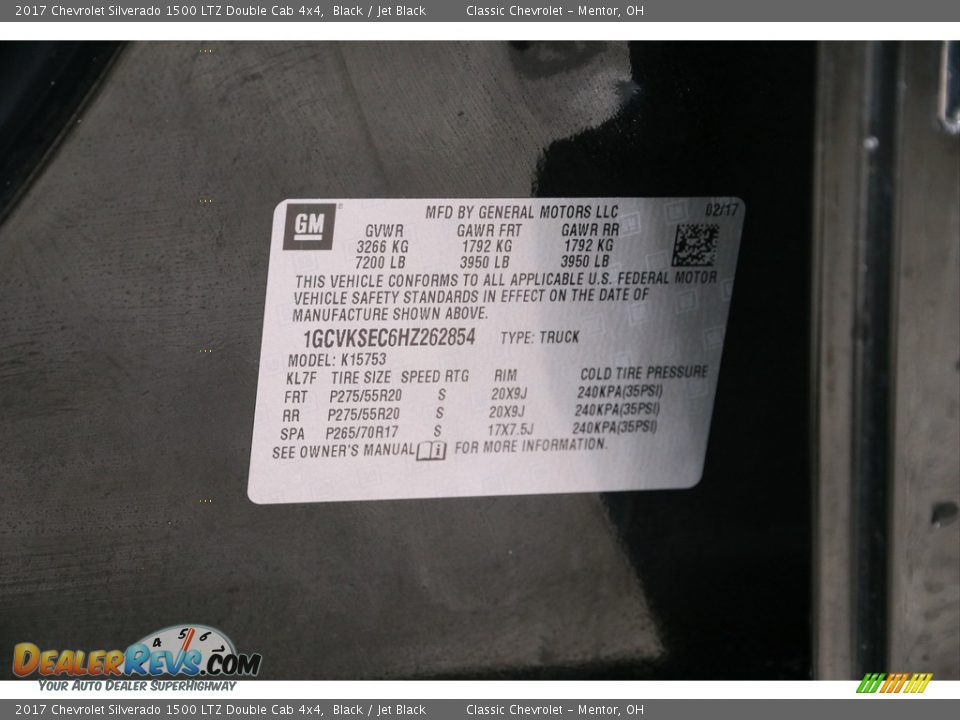 2017 Chevrolet Silverado 1500 LTZ Double Cab 4x4, Black / Jet Black Classic Chevrolet – Mentor, OH
GM
MFD BY GENERAL MOTORS LLC 02/17
GVWR GAWR FRT GAWR RR
3266 KG 1792 KG 1792 KG
7200 LB 3950 LB 3950 LB
THIS VEHICLE CONFORMS TO ALL APPLICABLE U.S. FEDERAL MOTOR
VEHICLE SAFETY STANDARDS IN EFFECT ON THE DATE OF
MANUFACTURE SHOWN ABOVE.
1GCVKSEC6HZ262854 TYPE: TRUCK
MODEL: K15753
KL7F TIRE SIZE SPEED RTG RIM COLD TIRE PRESSURE
FRT P275/55R20 S 20X9J 240KPA(35PSI)
RR P275/55R20 S 20X9J 240KPA(35PSI)
SPA P265/70R17 S 17X7.5J 240KPA(35PSI)
SEE OWNER'S MANUAL i FOR MORE INFORMATION.
4 5 6 7
DEALERREVS.COM
YOUR AUTO DEALER SUPERHIGHWAY
2017 Chevrolet Silverado 1500 LTZ Double Cab 4x4, Black / Jet Black Classic Chevrolet – Mentor, OH